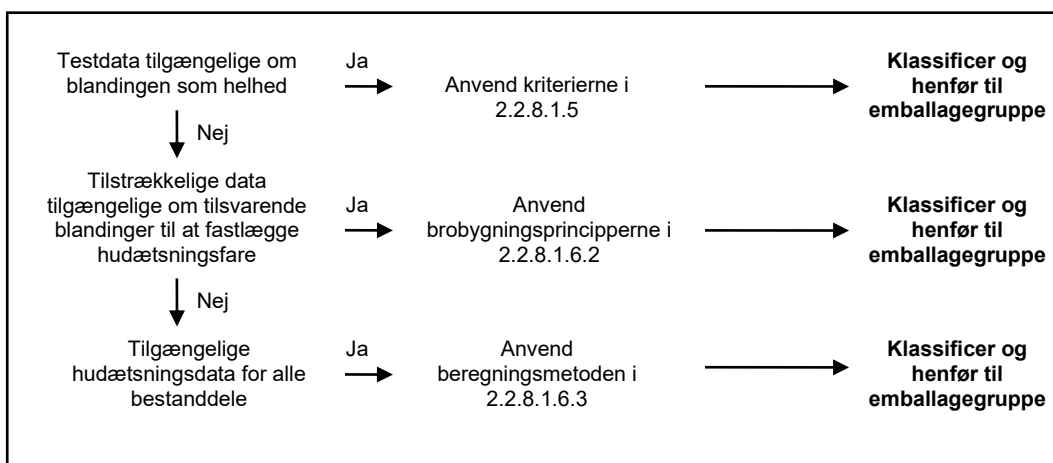 Testdata tilgængelige om
blandingen som helhed
Ja
Anvend kriterierne i
2.2.8.1.5
Klassificer og
henfør til
emballagegruppe
Nej
Tilstrækkelige data
tilgængelige om tilsvarende
blandinger til at fastlægge
hudætsningsfare
Ja
Anvend
brobygningsprincipperne i
2.2.8.1.6.2
Klassificer og
henfør til
emballagegruppe
Nej
Tilgængelige
hudætsningsdata for alle
bestanddele
Ja
Anvend
beregningsmetoden i
2.2.8.1.6.3
Klassificer og
henfør til
emballagegruppe